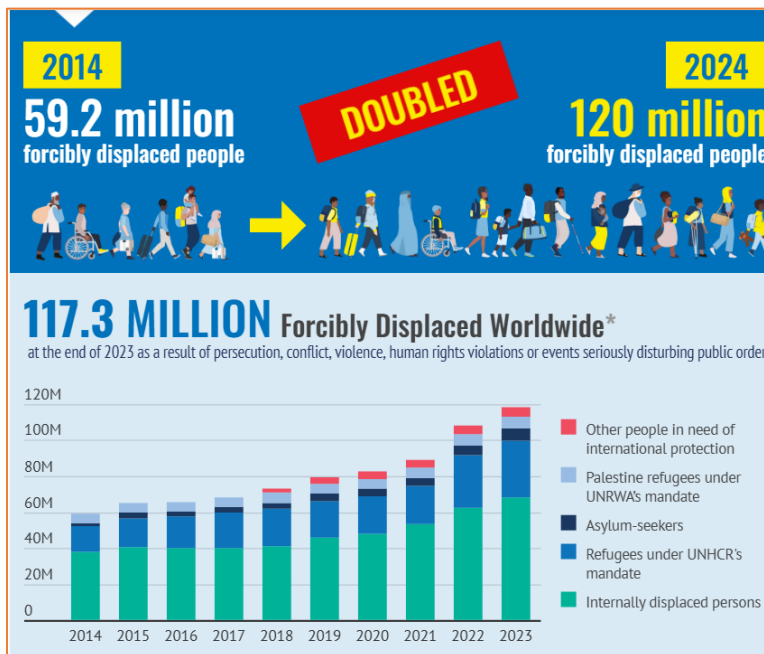 2014
59.2 million
forcibly displaced people
DOUBLED
2024
120 million
forcibly displaced people
117.3 MILLION Forcibly Displaced Worldwide*
at the end of 2023 as a result of persecution, conflict, violence, human rights violations or events seriously disturbing public order
120M
100M
80M
60M
40M
20M
0
2014 2015 2016 2017 2018 2019 2020 2021 2022 2023
Other people in need of
international protection
Palestine refugees under
UNRWA's mandate
Asylum-seekers
Refugees under UNHCR's
mandate
Internally displaced persons